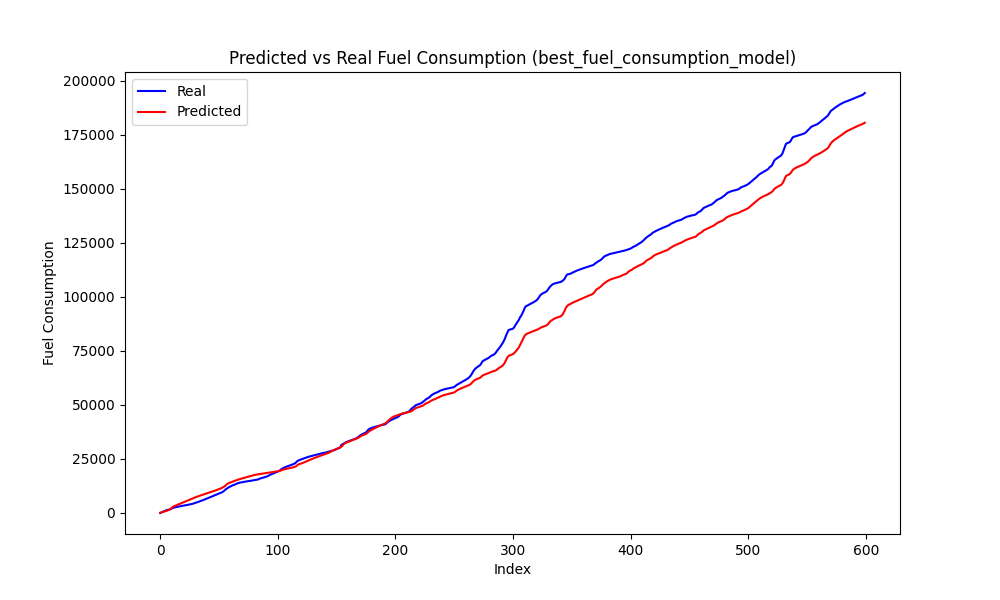 Predicted vs Real Fuel Consumption (best_fuel_consumption_model)
Real
Predicted
200000
175000
150000
125000
100000
75000
50000
25000
0
Fuel Consumption
0 100 200 300 400 500 600
Index